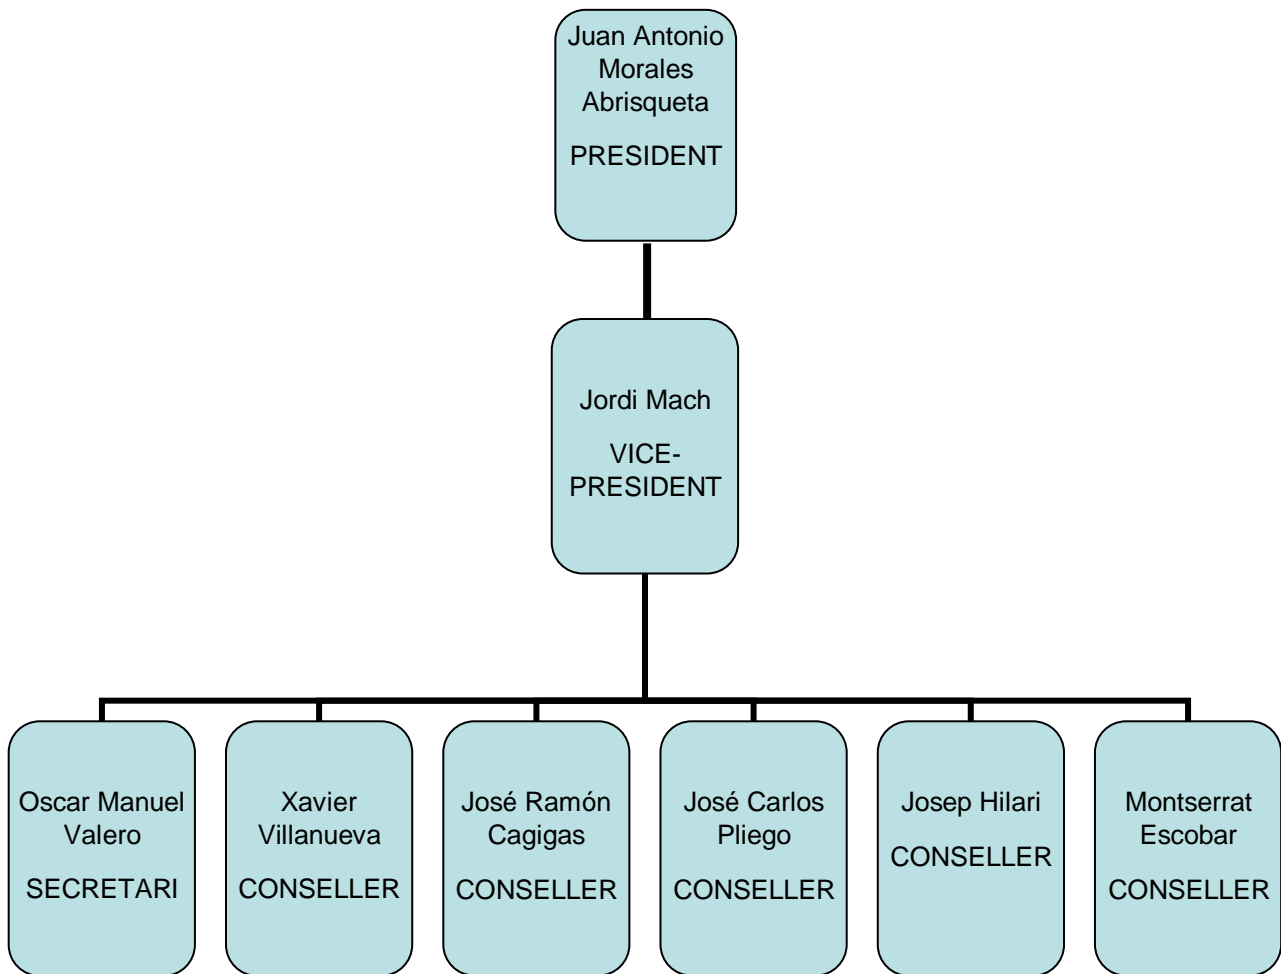 Juan Antonio
Morales
Abrisqueta
PRESIDENT
Jordi Mach
VICE-
PRESIDENT
Oscar Manuel
Valero
SECRETARI
Xavier
Villanueva
CONSELLER
José Ramón
Cagigas
CONSELLER
José Carlos
Pliego
CONSELLER
Josep Hilari
CONSELLER
Montserrat
Escobar
CONSELLER